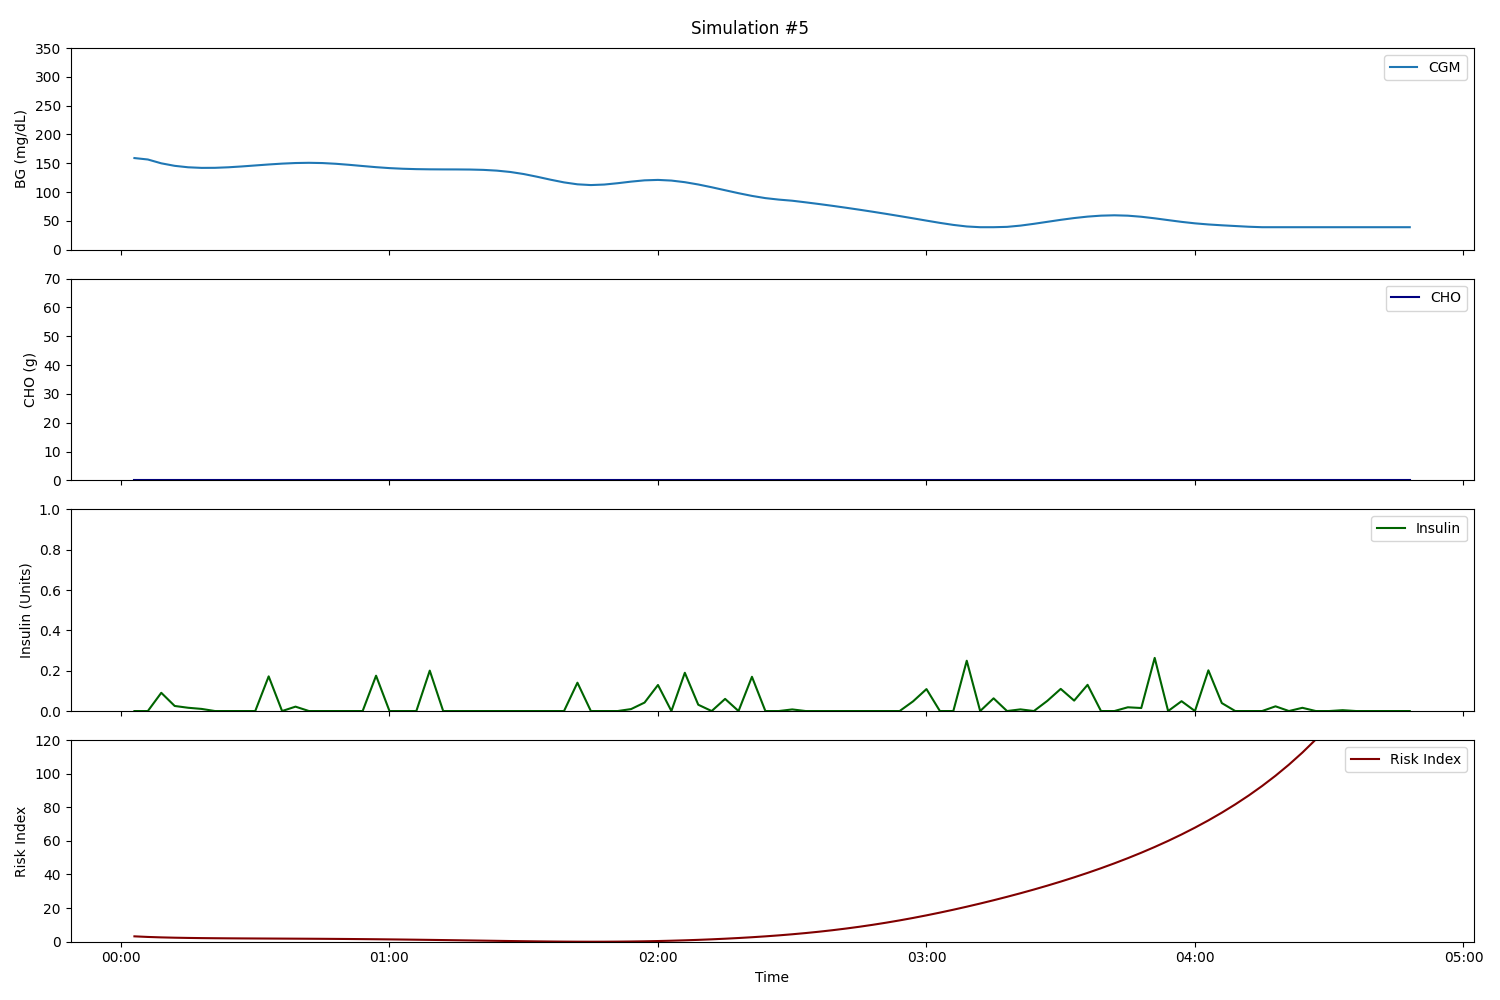 Simulation #5
350
300
250
200
150
100
50
0
BG (mg/dL)
CGM
70
60
50
40
30
20
10
0
CHO (g)
CHO
1.0
0.8
0.6
0.4
0.2
0.0
Insulin (Units)
Insulin
120
100
80
60
40
20
0
Risk Index
Risk Index
00:00 01:00 02:00 03:00 04:00 05:00
Time